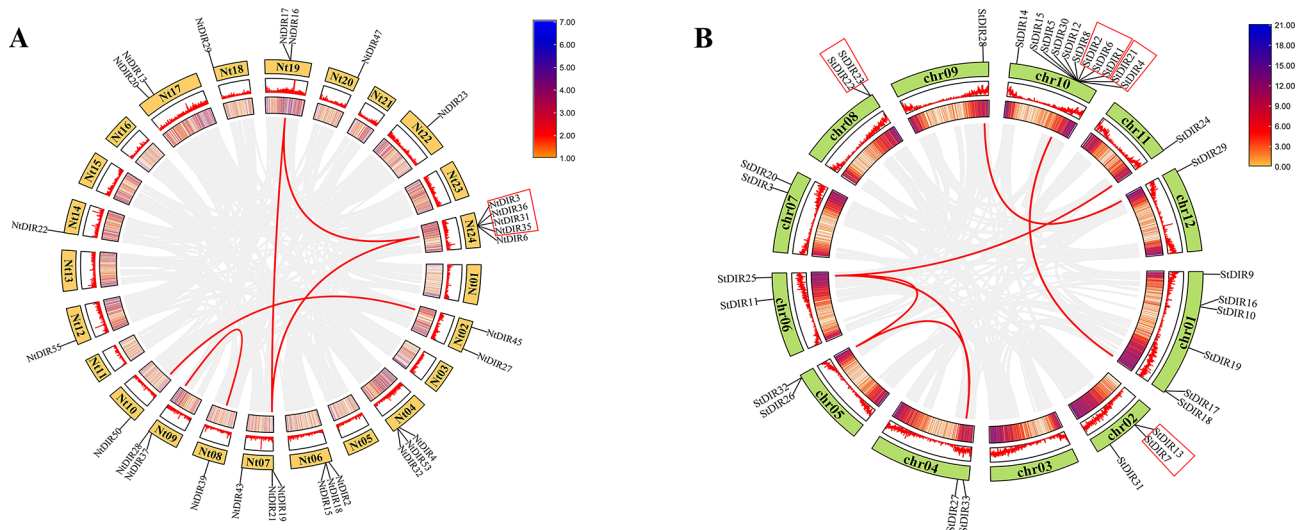 A
NtDIR17
NtDIR16
NtDIR29
NtDIR47
NtDIR13
NtDIR20
NtDIR23
Nt17
Nt18
Nt19
Nt20
Nt21
Nt22
Nt23
Nt24
Nt01
Nt02
Nt03
Nt04
Nt05
Nt06
Nt07
Nt08
Nt09
Nt10
Nt11
Nt12
Nt13
Nt14
Nt15
Nt16
NtDIR3
NtDIR36
NtDIR31
NtDIR35
NtDIR6
NtDIR45
NtDIR27
NtDIR4
NtDIR53
NtDIR32
NtDIR2
NtDIR18
NtDIR15
NtDIR19
NtDIR21
NtDIR43
NtDIR39
NtDIR28
NtDIR37
NtDIR50
NtDIR55
NtDIR22
7.00
6.00
5.00
4.00
3.00
2.00
1.00
B
StDIR28
StDIR14
StDIR15
StDIR5
StDIR30
StDIR12
StDIR8
StDIR2
StDIR6
StDIR1
StDIR21
StDIR4
StDIR23
StDIR22
StDIR24
StDIR29
chr09
chr10
chr11
chr12
chr01
chr02
chr03
chr04
chr05
chr06
chr07
chr08
StDIR9
StDIR16
StDIR10
StDIR19
StDIR17
StDIR18
StDIR13
StDIR7
StDIR31
StDIR33
StDIR27
StDIR32
StDIR26
StDIR25
StDIR11
StDIR20
StDIR3
21.00
18.00
15.00
12.00
9.00
6.00
3.00
0.00